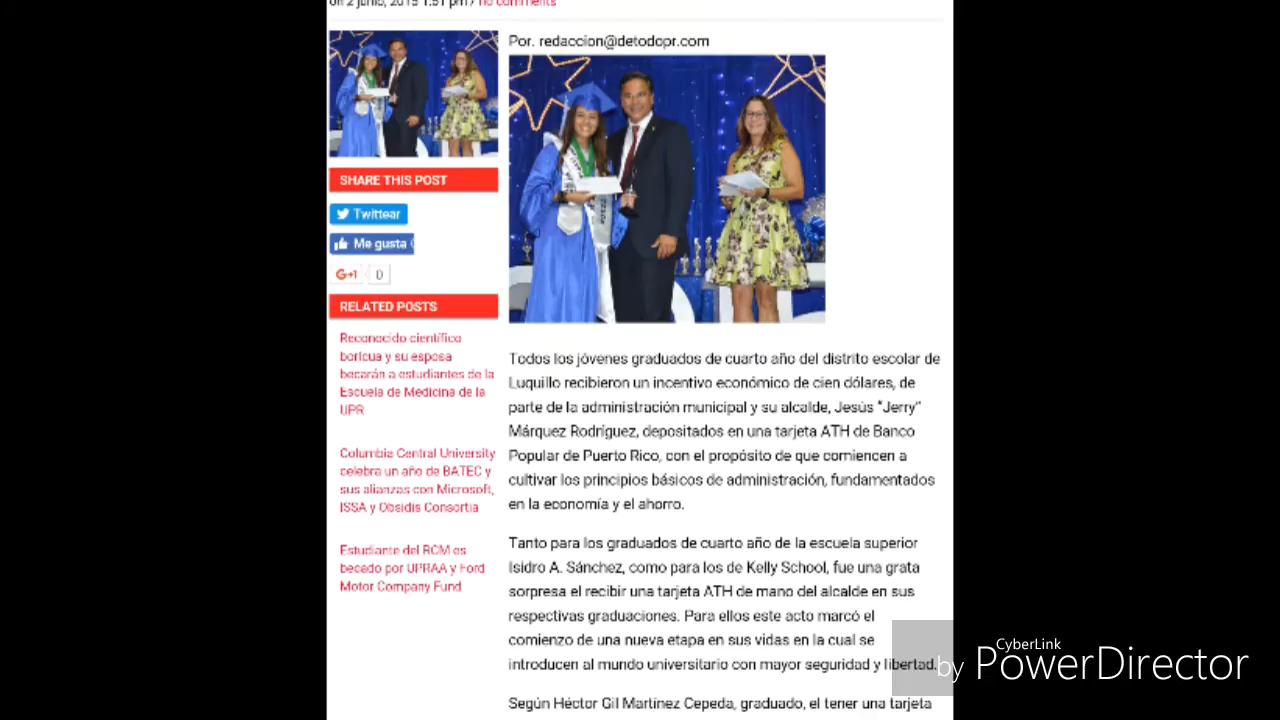 on 2 junio, 2015 1:51 pm / no comments
SHARE THIS POST
Twittear
Me gusta
G+1 0
RELATED POSTS
Reconocido científico
boricua y su esposa
becarán a estudiantes de la
Escuela de Medicina de la
UPR
Columbia Central University
celebra un año de BATEC y
sus alianzas con Microsoft,
ISSA y Obsidis Consortia
Estudiante del RCM es
becado por UPRAA y Ford
Motor Company Fund
Por. redaccion@detodopr.com
Todos los jóvenes graduados de cuarto año del distrito escolar de
Luquillo recibieron un incentivo económico de cien dólares, de
parte de la administración municipal y su alcalde, Jesús “Jerry”
Márquez Rodríguez, depositados en una tarjeta ATH de Banco
Popular de Puerto Rico, con el propósito de que comiencen a
cultivar los principios básicos de administración, fundamentados
en la economía y el ahorro.
Tanto para los graduados de cuarto año de la escuela superior
Isidro A. Sánchez, como para los de Kelly School, fue una grata
sorpresa el recibir una tarjeta ATH de mano del alcalde en sus
respectivas graduaciones. Para ellos este acto marcó el
comienzo de una nueva etapa en sus vidas en la cual se
introducen al mundo universitario con mayor seguridad y libertad.
Según Héctor Gil Martínez Cepeda, graduado, el tener una tarjeta
CyberLink
by PowerDirector